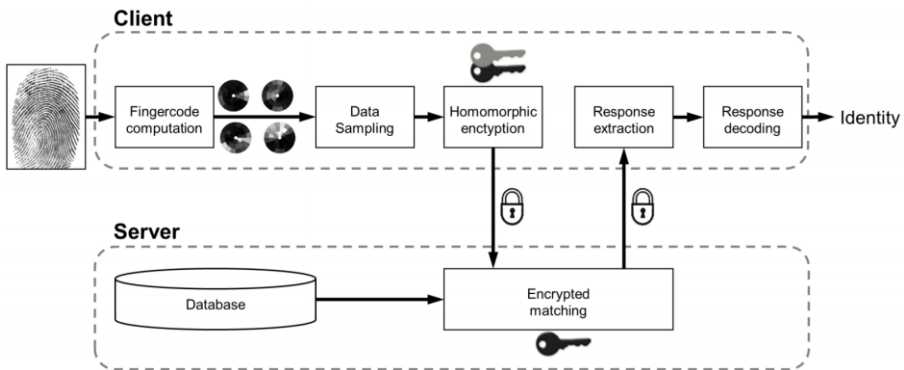 Client
Fingercode
computation
Data
Sampling
Homomorphic
enctyption
Response
extraction
Response
decoding
Identity
Server
Database
Encrypted
matching